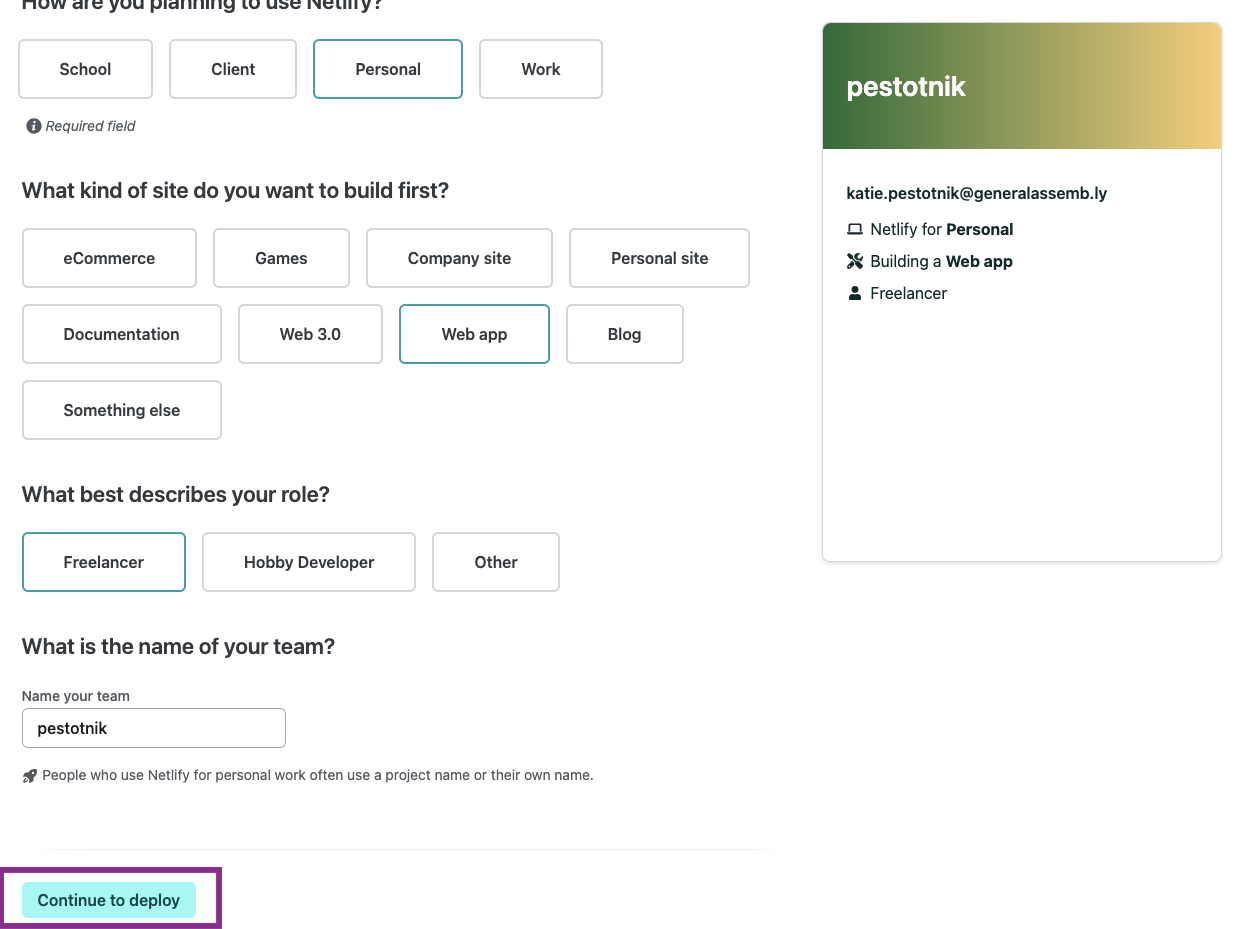 How are you planning to use Netlify?
School
Client
Personal
Work
Required field
What kind of site do you want to build first?
eCommerce
Games
Company site
Personal site
Documentation
Web 3.0
Web app
Blog
Something else
What best describes your role?
Freelancer
Hobby Developer
Other
What is the name of your team?
Name your team
pestotnik
People who use Netlify for personal work often use a project name or their own name.
Continue to deploy
pestotnik
katie.pestotnik@generalassemb.ly
Netlify for Personal
Building a Web app
Freelancer